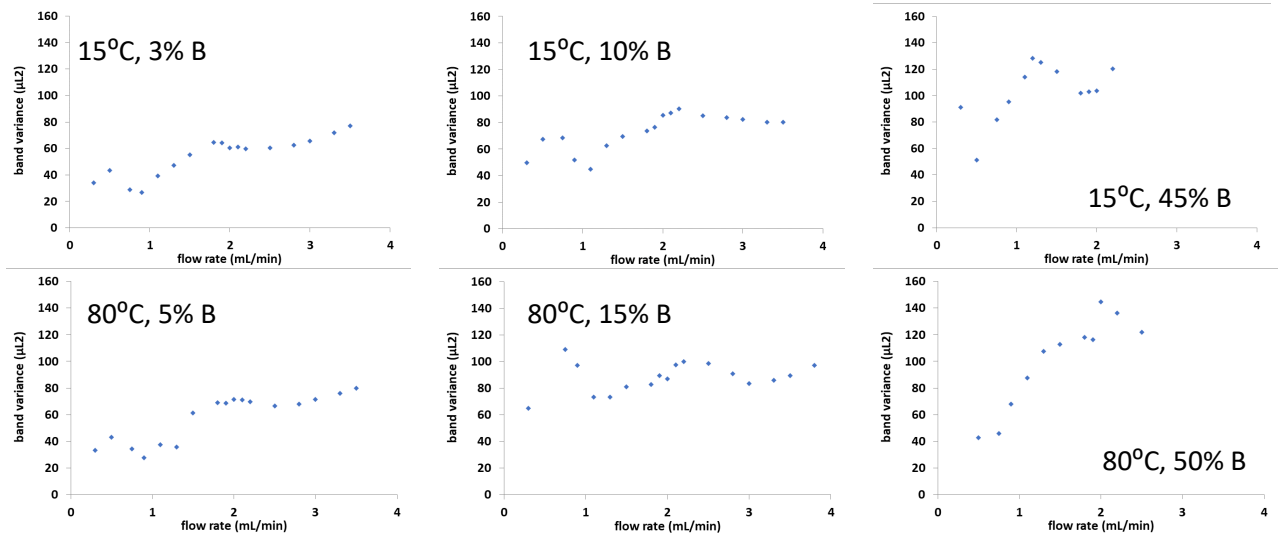 160
140
120
100
80
60
40
20
0
band variance (µL2)
15⁰C, 3% B
0 1 2 3 4
flow rate (mL/min)
160
140
120
100
80
60
40
20
0
band variance (µL2)
15⁰C, 10% B
0 1 2 3 4
flow rate (mL/min)
160
140
120
100
80
60
40
20
0
band variance (µL2)
15⁰C, 45% B
0 1 2 3 4
flow rate (mL/min)
160
140
120
100
80
60
40
20
0
band variance (µL2)
80⁰C, 5% B
0 1 2 3 4
flow rate (mL/min)
160
140
120
100
80
60
40
20
0
band variance (µL2)
80⁰C, 15% B
0 1 2 3 4
flow rate (mL/min)
160
140
120
100
80
60
40
20
0
band variance (µL2)
80⁰C, 50% B
0 1 2 3 4
flow rate (mL/min)